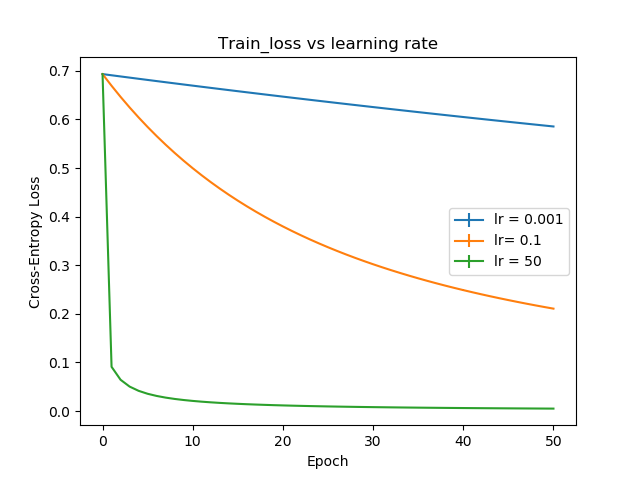 Train_loss vs learning rate
Cross-Entropy Loss
0.7
0.6
0.5
0.4
0.3
0.2
0.1
0.0
lr = 0.001
lr= 0.1
lr = 50
0 10 20 30 40 50
Epoch